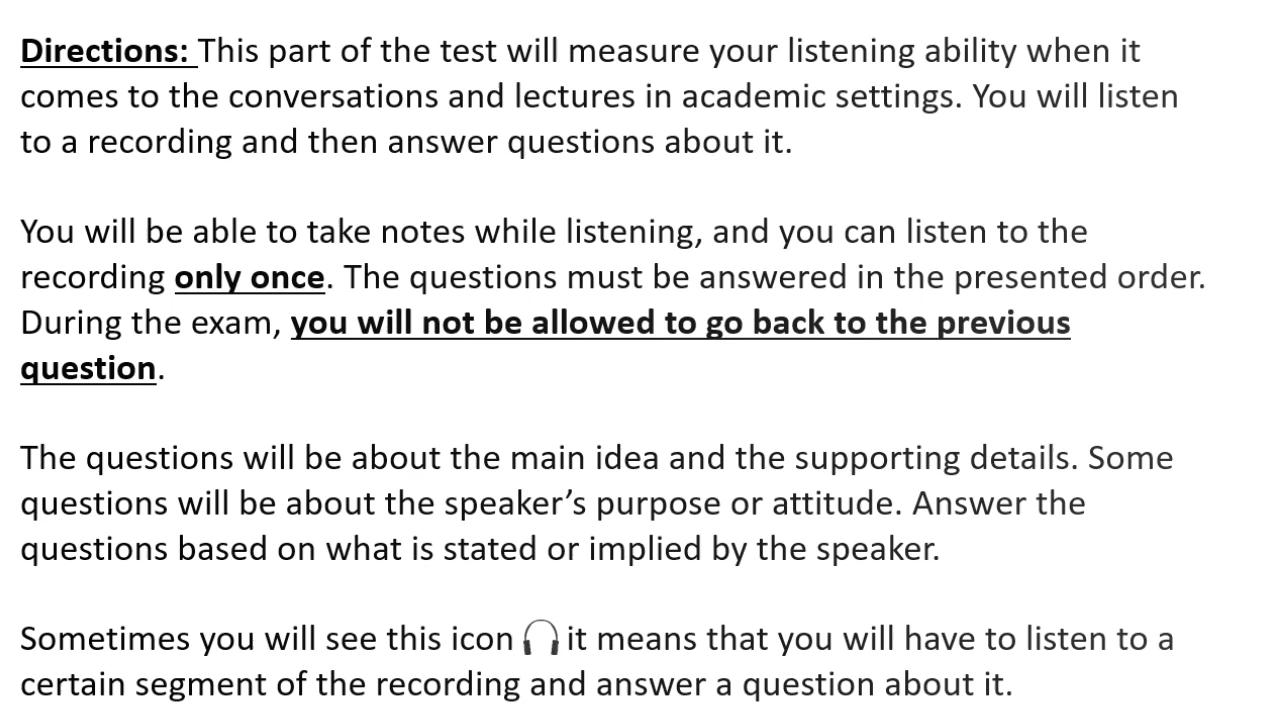 Directions: This part of the test will measure your listening ability when it
comes to the conversations and lectures in academic settings. You will listen
to a recording and then answer questions about it.
You will be able to take notes while listening, and you can listen to the
recording only once. The questions must be answered in the presented order.
During the exam, you will not be allowed to go back to the previous
question.
The questions will be about the main idea and the supporting details. Some
questions will be about the speaker’s purpose or attitude. Answer the
questions based on what is stated or implied by the speaker.
Sometimes you will see this icon it means that you will have to listen to a
certain segment of the recording and answer a question about it.